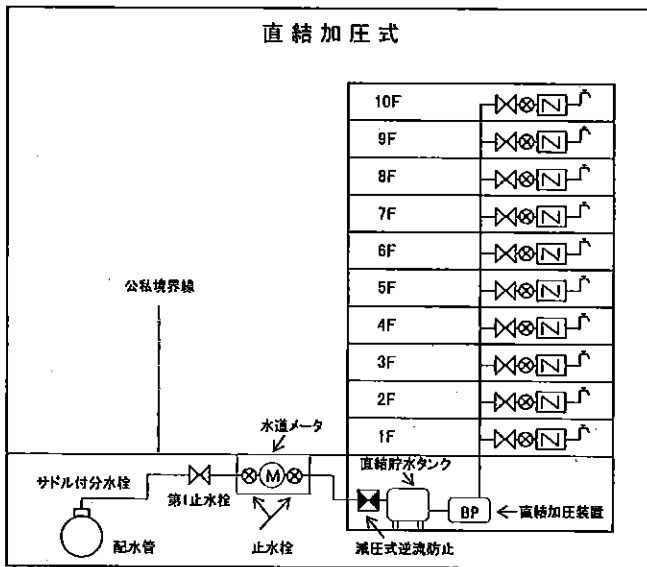 直結加圧式
10F
9F
8F
7F
6F
5F
4F
3F
2F
1F
公私境界線
水道メータ
直結貯水タンク
サドル付分水栓
第1止水栓
M
BP
直結加圧装置
配水管
止水栓
減圧式逆流防止